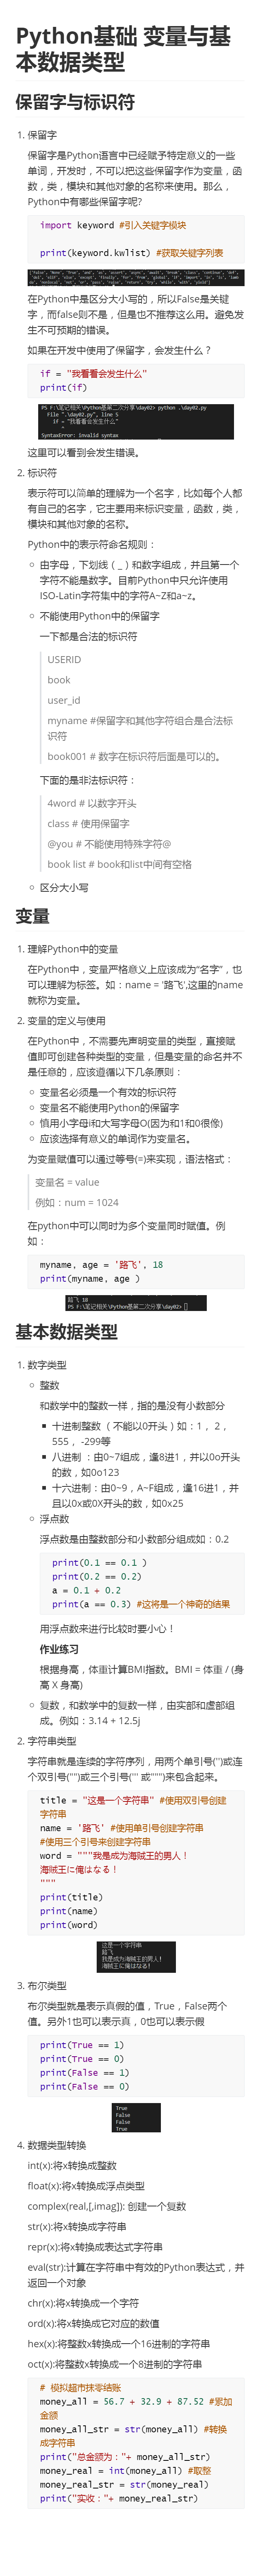 Python基础 变量与基
本数据类型
保留字与标识符
1. 保留字
保留字是Python语言中已经赋予特定意义的一些
单词，开发时，不可以把这些保留字作为变量，函
数，类，模块和其他对象的名称来使用。那么，
Python中有哪些保留字呢?
import keyword #引入关键字模块
print(keyword.kwlist) #获取关键字列表
在Python中是区分大小写的，所以False是关键
字，而false则不是，但是也不推荐这么用。避免发
生不可预期的错误。
如果在开发中使用了保留字，会发生什么？
if = "我看看会发生什么"
print(if)
PS F:\笔记相关\Python基第二次分享\day02> python .\day02.py
File ".\day02.py", line 5
if = "我看看会发生什么"
^
SyntaxError: invalid syntax
这里可以看到会发生错误。
2. 标识符
表示符可以简单的理解为一个名字，比如每个人都
有自己的名字，它主要用来标识变量，函数，类，
模块和其他对象的名称。
Python中的表示符命名规则：
由字母，下划线（_）和数字组成，并且第一个
字符不能是数字。目前Python中只允许使用
ISO-Latin字符集中的字符A~Z和a~z。
不能使用Python中的保留字
一下都是合法的标识符
USERID
book
user_id
myname #保留字和其他字符组合是合法标
识符
book001 # 数字在标识符后面是可以的。
下面的是非法标识符：
4word # 以数字开头
class # 使用保留字
@you # 不能使用特殊字符@
book list # book和list中间有空格
区分大小写
变量
1. 理解Python中的变量
在Python中，变量严格意义上应该成为“名字”，也
可以理解为标签。如：name = '路飞',这里的name
就称为变量。
2. 变量的定义与使用
在Python中，不需要先声明变量的类型，直接赋
值即可创建各种类型的变量，但是变量的命名并不
是任意的，应该遵循以下几条原则：
变量名必须是一个有效的标识符
变量名不能使用Python的保留字
慎用小字母l和大写字母O(因为和1和0很像)
应该选择有意义的单词作为变量名。
为变量赋值可以通过等号(=)来实现，语法格式：
变量名 = value
例如：num = 1024
在python中可以同时为多个变量同时赋值。例
如：
myname, age = '路飞', 18
print(myname, age )
路飞 18
PS F:\笔记相关\Python基第二次分享\day02>
基本数据类型
1. 数字类型
整数
和数学中的整数一样，指的是没有小数部分
十进制整数 （ 不能以0开头）如：1， 2，
555， -299等
八进制 ：由0~7组成，逢8进1，并以0o开头
的数，如0o123
十六进制：由0~9，A~F组成，逢16进1，并
且以0x或0X开头的数，如0x25
浮点数
浮点数是由整数部分和小数部分组成如：0.2
print(0.1 == 0.1 )
print(0.2 == 0.2)
a = 0.1 + 0.2
print(a == 0.3) #这将是一个神奇的结果
用浮点数来进行比较时要小心！
作业练习
根据身高，体重计算BMI指数。BMI = 体重 / (身
高 X 身高)
复数，和数学中的复数一样，由实部和虚部组
成。例如：3.14 + 12.5j
2. 字符串类型
字符串就是连续的字符序列，用两个单引号('')或连
个双引号("")或三个引号(''' 或""")来包含起来。
title = "这是一个字符串" #使用双引号创建
字符串
name = '路飞' #使用单引号创建字符串
#使用三个引号来创建字符串
word = """我是成为海贼王的男人！
海賊王に俺はなる！
"""
print(title)
print(name)
print(word)
这是一个字符串
路飞
我是成为海贼王的男人！
海賊王に俺はなる！
3. 布尔类型
布尔类型就是表示真假的值，True，False两个
值。另外1也可以表示真，0也可以表示假
print(True == 1)
print(True == 0)
print(False == 1)
print(False == 0)
True
False
False
True
4. 数据类型转换
int(x):将x转换成整数
float(x):将x转换成浮点类型
complex(real,[,imag]): 创建一个复数
str(x):将x转换成字符串
repr(x):将x转换成表达式字符串
eval(str):计算在字符串中有效的Python表达式，并
返回一个对象
chr(x):将x转换成一个字符
ord(x):将x转换成它对应的数值
hex(x):将整数x转换成一个16进制的字符串
oct(x):将整数x转换成一个8进制的字符串
# 模拟超市抹零结账
money_all = 56.7 + 32.9 + 87.52 #累加
金额
money_all_str = str(money_all) #转换
成字符串
print("总金额为："+ money_all_str)
money_real = int(money_all) #取整
money_real_str = str(money_real)
print("实收："+ money_real_str)